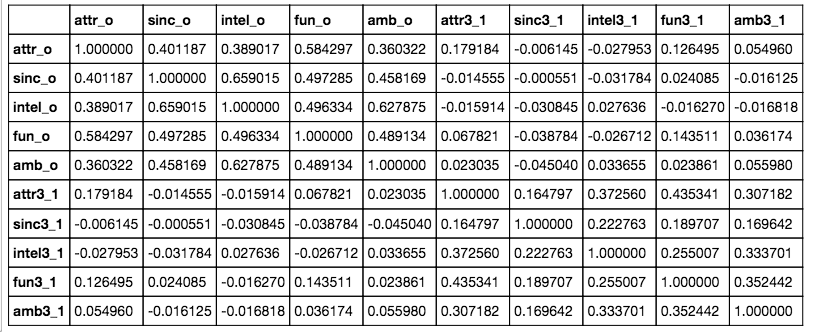 attr_o sinc_o intel_o fun_o amb_o attr3_1 sinc3_1 intel3_1 fun3_1 amb3_1
attr_o 1.000000 0.401187 0.389017 0.584297 0.360322 0.179184 -0.006145 -0.027953 0.126495 0.054960
sinc_o 0.401187 1.000000 0.659015 0.497285 0.458169 -0.014555 -0.000551 -0.031784 0.024085 -0.016125
intel_o 0.389017 0.659015 1.000000 0.496334 0.627875 -0.015914 -0.030845 0.027636 -0.016270 -0.016818
fun_o 0.584297 0.497285 0.496334 1.000000 0.489134 0.067821 -0.038784 -0.026712 0.143511 0.036174
amb_o 0.360322 0.458169 0.627875 0.489134 1.000000 0.023035 -0.045040 0.033655 0.023861 0.055980
attr3_1 0.179184 -0.014555 -0.015914 0.067821 0.023035 1.000000 0.164797 0.372560 0.435341 0.307182
sinc3_1 -0.006145 -0.000551 -0.030845 -0.038784 -0.045040 0.164797 1.000000 0.222763 0.189707 0.169642
intel3_1 -0.027953 -0.031784 0.027636 -0.026712 0.033655 0.372560 0.222763 1.000000 0.255007 0.333701
fun3_1 0.126495 0.024085 -0.016270 0.143511 0.023861 0.435341 0.189707 0.255007 1.000000 0.352442
amb3_1 0.054960 -0.016125 -0.016818 0.036174 0.055980 0.307182 0.169642 0.333701 0.352442 1.000000